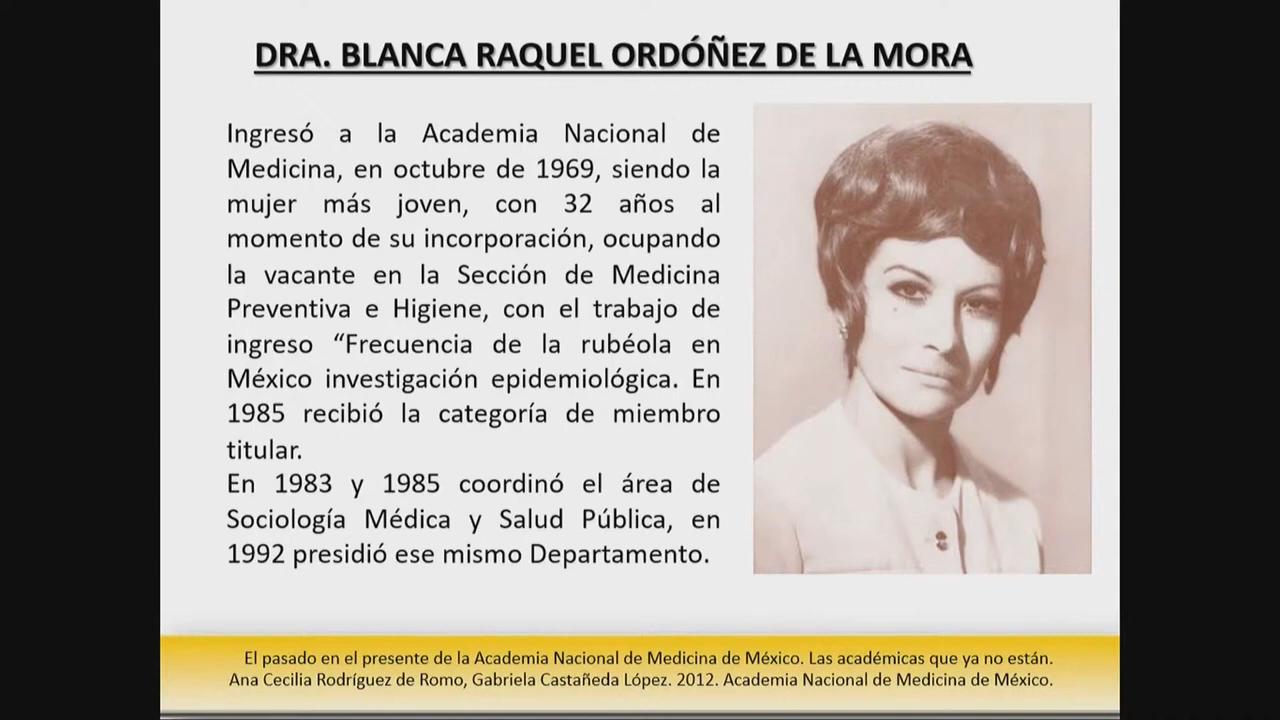 DRA. BLANCA RAQUEL ORDÓÑEZ DE LA MORA
Ingresó a la Academia Nacional de
Medicina, en octubre de 1969, siendo la
mujer más joven, con 32 años al
momento de su incorporación, ocupando
la vacante en la Sección de Medicina
Preventiva e Higiene, con el trabajo de
ingreso “Frecuencia de la rubéola en
México investigación epidemiológica. En
1985 recibió la categoría de miembro
titular.
En 1983 y 1985 coordinó el área de
Sociología Médica y Salud Pública, en
1992 presidió ese mismo Departamento.
El pasado en el presente de la Academia Nacional de Medicina de México. Las académicas que ya no están.
Ana Cecilia Rodríguez de Romo, Gabriela Castañeda López. 2012. Academia Nacional de Medicina de México.